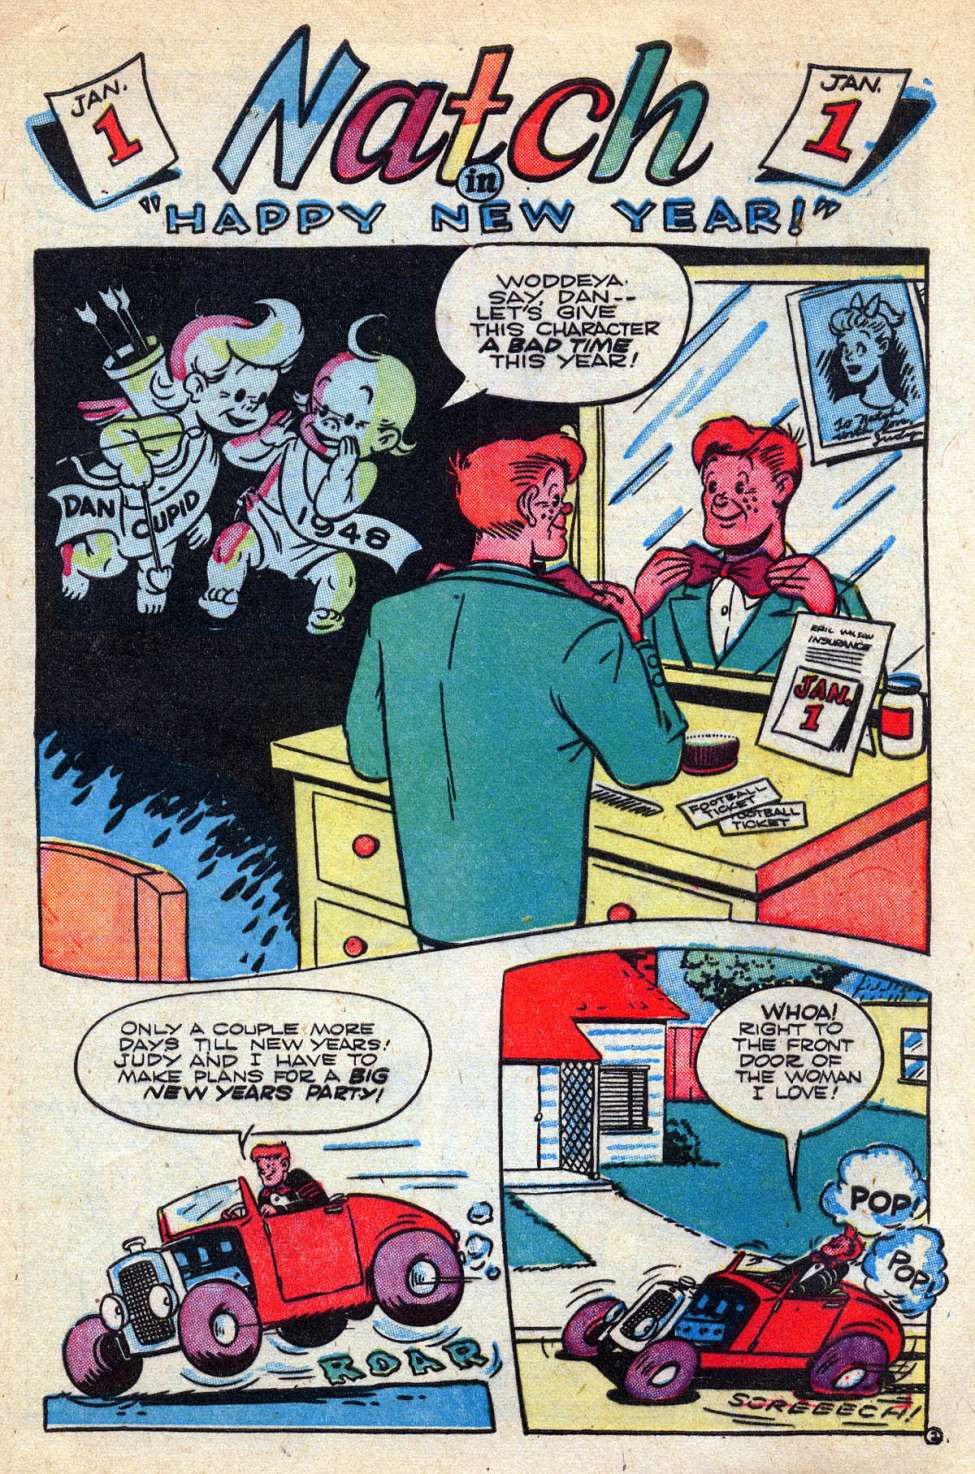 JAN.
1
Natch
in
"HAPPY NEW YEAR!"
JAN.
1
WODDEYA
SAY, DAN--
LET'S GIVE
THIS CHARACTER
A BAD TIME
THIS YEAR!
DAN CUPID
1948
Judy
ERIL WILSON
INSURANCE
JAN.
1
FOOTBALL
TICKET
FOOTBALL
TICKET
ONLY A COUPLE MORE
DAYS TILL NEW YEARS!
JUDY AND I HAVE TO
MAKE PLANS FOR A BIG
NEW YEARS PARTY!
ROAR
WHOA!
RIGHT TO
THE FRONT
DOOR OF
THE WOMAN
I LOVE!
POP!
POP!
SCREEECH!